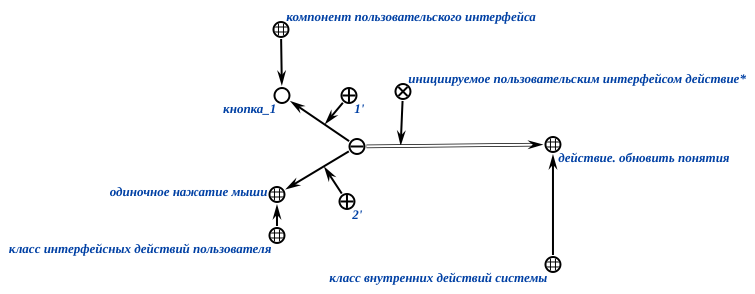 компонент пользовательского интерфейса
инициируемое пользовательским интерфейсом действие*
кнопка_1
1'
действие. обновить понятия
одиночное нажатие мыши
2'
класс интерфейсных действий пользователя
класс внутренних действий системы